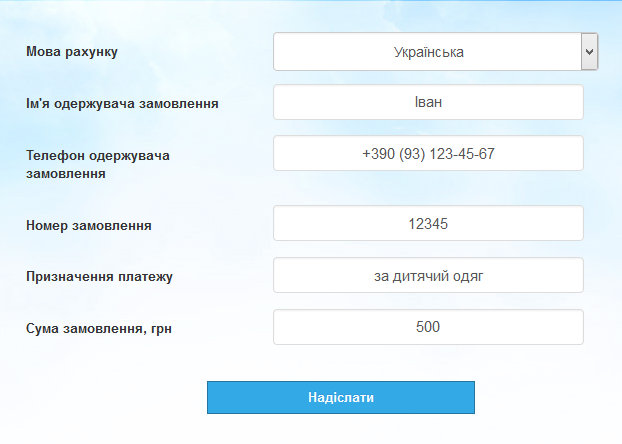 Мова рахунку
Українська
Ім'я одержувача замовлення
Іван
Телефон одержувача
замовлення
+390 (93) 123-45-67
Номер замовлення
12345
Призначення платежу
за дитячий одяг
Сума замовлення, грн
500
Надіслати